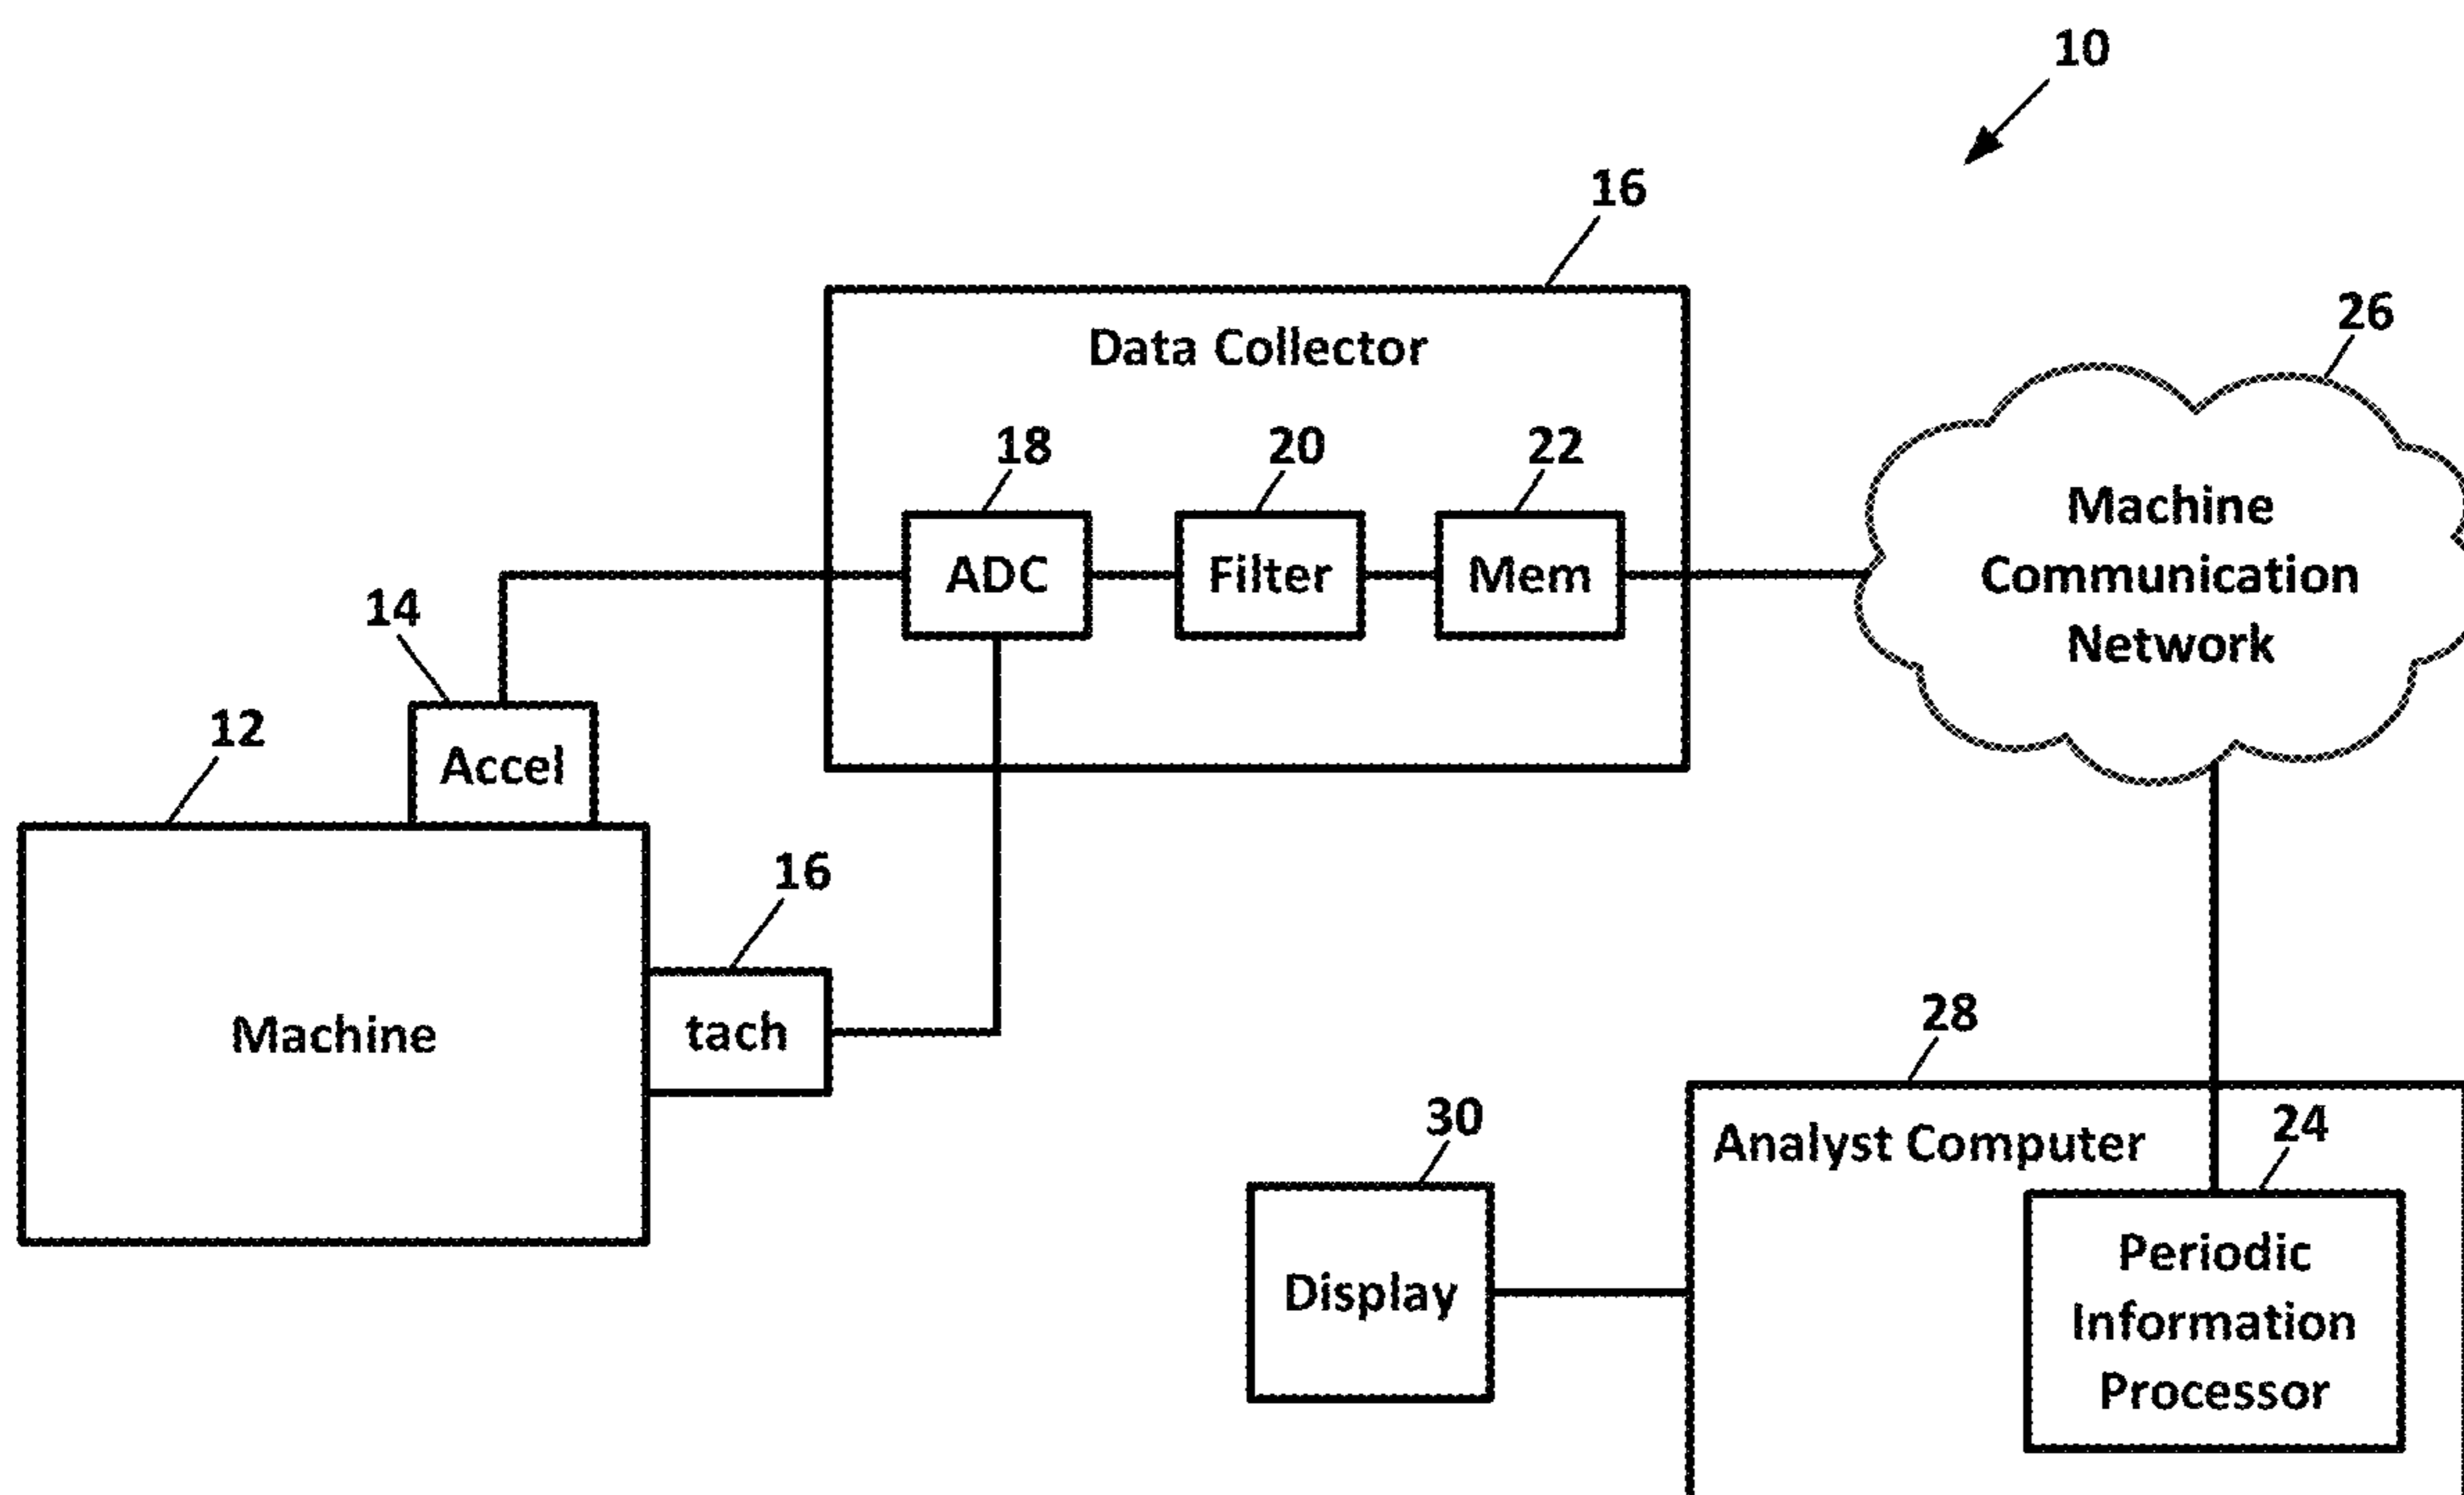 10
16
Data Collector
26
18
20
22
ADC
Filter
Mem
Machine
Communication
Network
14
Accel
12
16
Machine
tach
28
Analyst Computer
24
30
Display
Periodic
Information
Processor